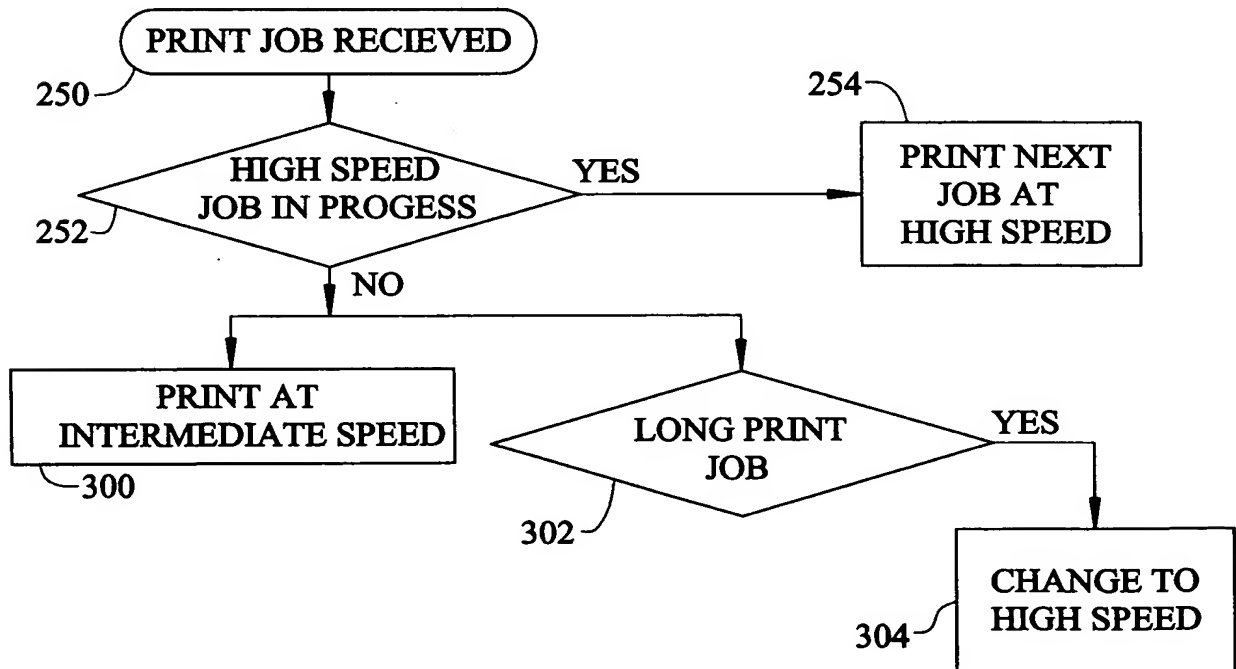 PRINT JOB RECIEVED
250
254
HIGH SPEED
JOB IN PROGESS
252
YES
PRINT NEXT
JOB AT
HIGH SPEED
NO
PRINT AT
INTERMEDIATE SPEED
300
LONG PRINT
JOB
302
YES
CHANGE TO
HIGH SPEED
304